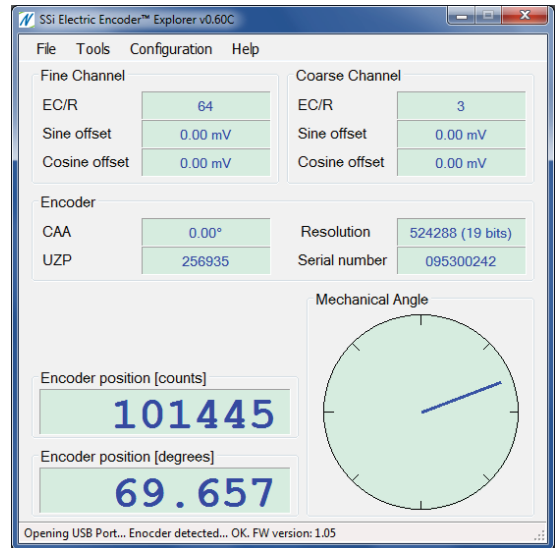 SSi Electric Encoder™ Explorer v0.60C
File Tools Configuration Help
Fine Channel
EC/R 64
Sine offset 0.00 mV
Cosine offset 0.00 mV
Coarse Channel
EC/R 3
Sine offset 0.00 mV
Cosine offset 0.00 mV
Encoder
CAA 0.00° Resolution 524288 (19 bits)
UZP 256935 Serial number 095300242
Mechanical Angle
Encoder position [counts]
101445
Encoder position [degrees]
69.657
Opening USB Port... Enocder detected... OK. FW version: 1.05